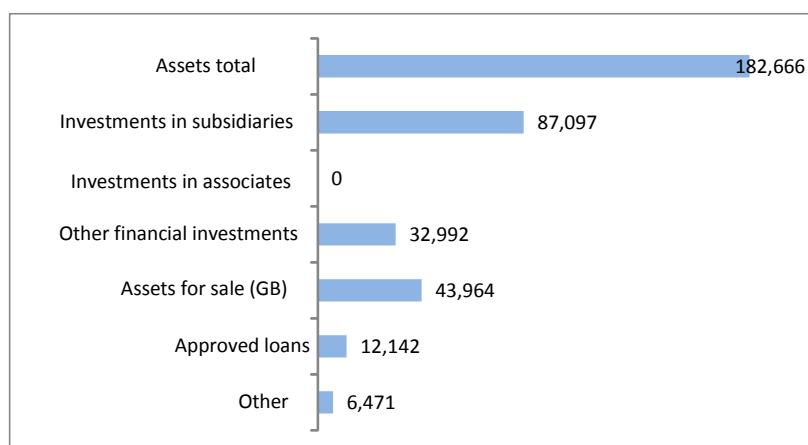 Assets total 182,666
Investments in subsidiaries 87,097
Investments in associates 0
Other financial investments 32,992
Assets for sale (GB) 43,964
Approved loans 12,142
Other 6,471